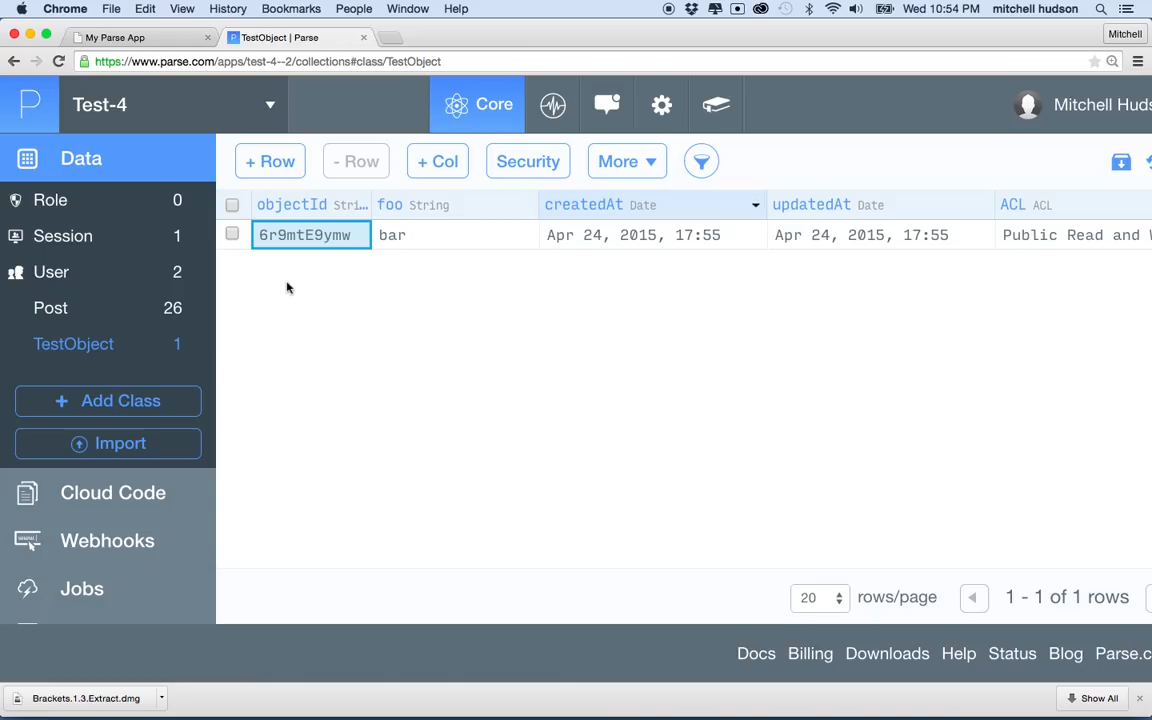 Chrome File Edit View History Bookmarks People Window Help Wed 10:54 PM mitchell hudson
My Parse App TestObject | Parse Mitchell
https://www.parse.com/apps/test-4--2/collections#class/TestObject
P Test-4 Core Mitchell Huds
Data + Row - Row + Col Security More
objectId Stri... foo String createdAt Date updatedAt Date ACL ACL
Role 0
6r9mtE9ymw bar Apr 24, 2015, 17:55 Apr 24, 2015, 17:55 Public Read and W
Session 1
User 2
Post 26
TestObject 1
+ Add Class
Import
Cloud Code
Webhooks
Jobs
20 rows/page 1 - 1 of 1 rows
Docs Billing Downloads Help Status Blog Parse.c
Brackets.1.3.Extract.dmg Show All